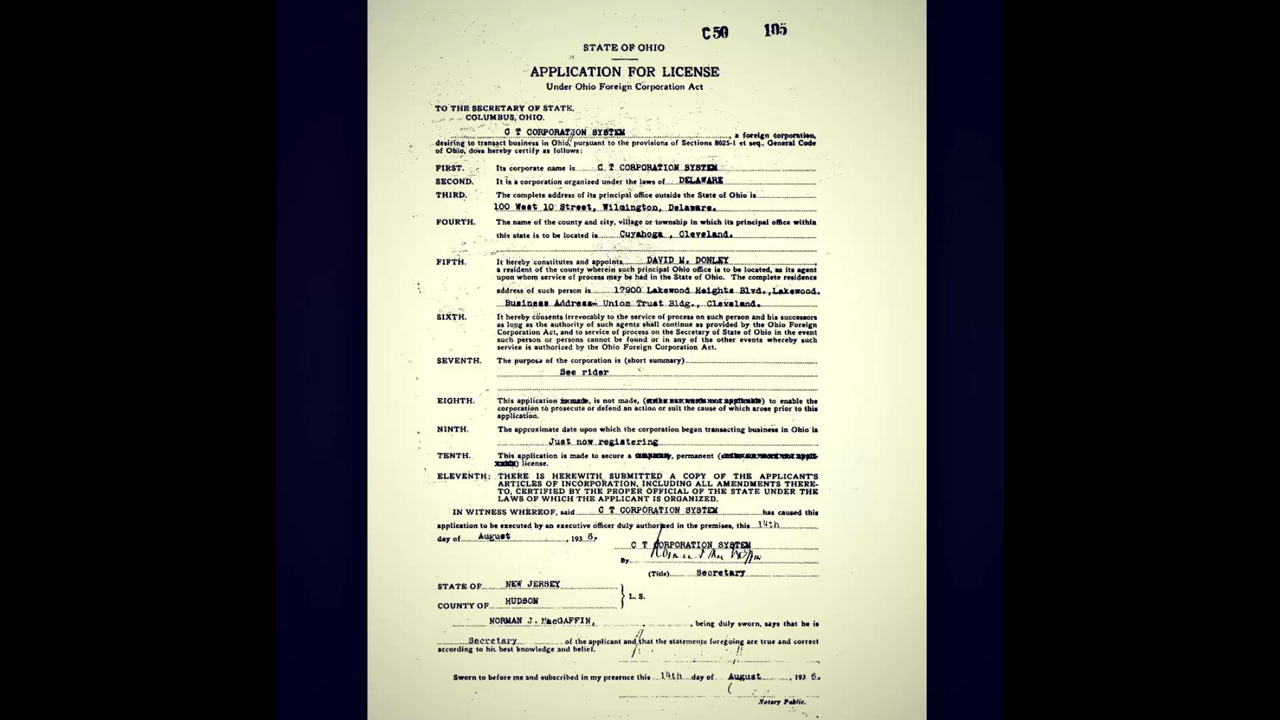 C50 105
STATE OF OHIO
APPLICATION FOR LICENSE
Under Ohio Foreign Corporation Act
TO THE SECRETARY OF STATE,
COLUMBUS, OHIO.
C T CORPORATION SYSTEM, a foreign corporation,
desiring to transact business in Ohio, pursuant to the provisions of Sections 8625-1 et seq., General Code
of Ohio, does hereby certify as follows:
FIRST. Its corporate name is C T CORPORATION SYSTEM
SECOND. It is a corporation organized under the laws of DELAWARE
THIRD. The complete address of its principal office outside the State of Ohio is
100 West 10 Street, Wilmington, Delaware.
FOURTH. The name of the county and city, village or township in which its principal office within
this state is to be located is Cuyahoga , Cleveland.
FIFTH. It hereby constitutes and appoints DAVID M. DONLEY,
a resident of the county wherein such principal Ohio office is to be located, as its agent
upon whom service of process may be had in the State of Ohio. The complete residence
address of such person is 17900 Lakewood Heights Blvd., Lakewood.
Business Address- Union Trust Bldg., Cleveland.
SIXTH. It hereby consents irrevocably to the service of process on such person and his successors
as long as the authority of such agents shall continue as provided by the Ohio Foreign
Corporation Act, and to service of process on the Secretary of State of Ohio in the event
such person or persons cannot be found or in any of the other events whereby such
service is authorized by the Ohio Foreign Corporation Act.
SEVENTH. The purpose of the corporation is (short summary)
See rider
EIGHTH. This application is not made, ( ) to enable the
corporation to prosecute or defend an action or suit the cause of which arose prior to this
application.
NINTH. The approximate date upon which the corporation began transacting business in Ohio is
Just now registering
TENTH. This application is made to secure a permanent (
) license.
ELEVENTH: THERE IS HEREWITH SUBMITTED A COPY OF THE APPLICANT'S
ARTICLES OF INCORPORATION, INCLUDING ALL AMENDMENTS THERE-
TO, CERTIFIED BY THE PROPER OFFICIAL OF THE STATE UNDER THE
LAWS OF WHICH THE APPLICANT IS ORGANIZED.
IN WITNESS WHEREOF, said C T CORPORATION SYSTEM has caused this
application to be executed by an executive officer duly authorized in the premises, this 14th
day of August, 1936.
C T CORPORATION SYSTEM
By
(Title) Secretary
STATE OF NEW JERSEY
L. S.
COUNTY OF HUDSON
NORMAN J. MacGAFFIN, being duly sworn, says that he is
Secretary of the applicant and that the statements foregoing are true and correct
according to his best knowledge and belief.
Sworn to before me and subscribed in my presence this 14th day of August, 1936.
Notary Public.